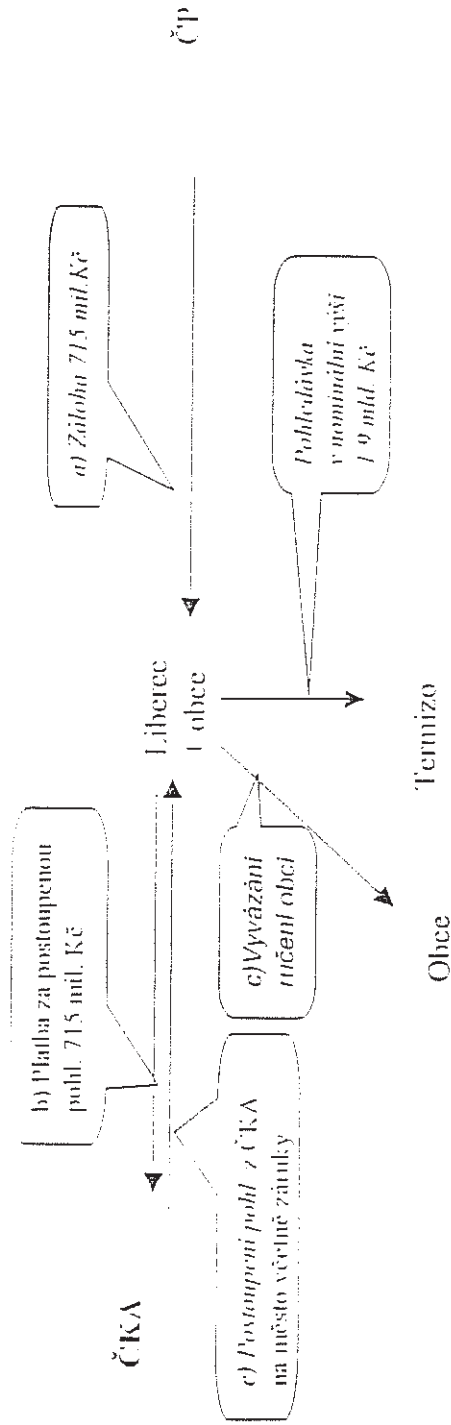 ČKA
b) Platba za postoupenou
pohl. 715 mil. Kč
a) Záloha 715 mil. Kč
ČP
Liberec
+ obce
c) Postoupení pohl. z ČKA
na město včetně záruky
c) Vyvázání
ručení obcí
Pohledávka
v nominální výši
1,9 mld. Kč
Obce
Termizo